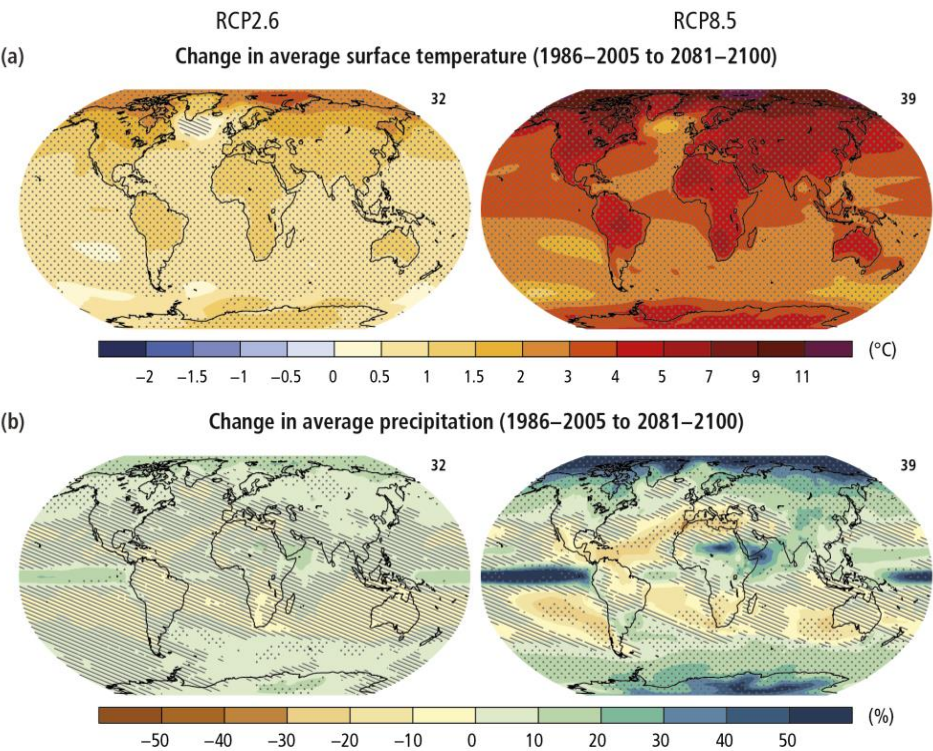 RCP2.6 RCP8.5
(a) Change in average surface temperature (1986–2005 to 2081–2100)
32 39
(°C)
−2 −1.5 −1 −0.5 0 0.5 1 1.5 2 3 4 5 7 9 11
(b) Change in average precipitation (1986–2005 to 2081–2100)
32 39
(%)
−50 −40 −30 −20 −10 0 10 20 30 40 50